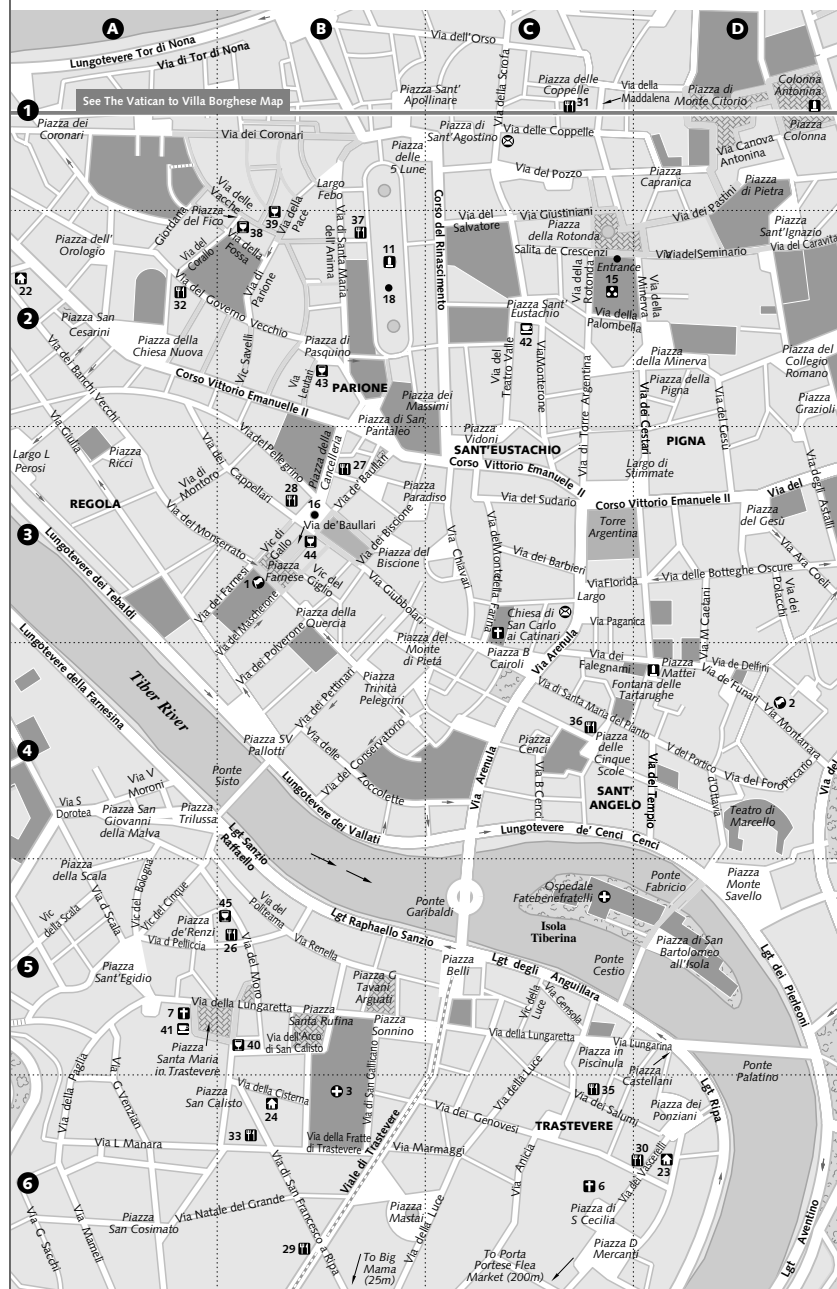 A
B
C
D
Lungotevere Tor di Nona
Via di Tor di Nona
Via dell'Orso
Via della Scrofa
Piazza Sant'
Apollinare
Piazza delle
Coppelle
31
Via della
Maddalena
Piazza di
Monte Citorio
Colonna
Antonina
See The Vatican to Villa Borghese Map
1
Piazza dei
Coronari
Via dei Coronari
Piazza
delle
5 Lune
Piazza di
Sant'Agostino
Via delle Coppelle
Piazza
Colonna
Via Canova
Antonina
Via del Pozzo
Piazza
Capranica
Piazza
di Pietra
Via dei Pastini
Largo
Febo
Via delle
Vacche
Piazza
del Fico
38
39
Via della
Pace
37
Via di Santa Maria
dell'Anima
Corso del Rinascimento
Via del
Salvatore
Via Giustiniani
Piazza
della Rotonda
Salita de Crescenzi
Entrance
15
Via della
Rotonda
Via della
Minerva
Via del Seminario
Piazza
Sant'Ignazio
Via del Caravita
Piazza dell'
Orologio
Giordana
Via del
Corallo
Via della
Fossa
Via di
Parione
11
18
22
32
Via del Governo Vecchio
2
Piazza San
Cesarini
Piazza della
Chiesa Nuova
Vic Savelli
Piazza di
Pasquino
Via
Leutari
43
PARIONE
Piazza Sant'
Eustachio
42
Via della
Palombella
Piazza
della Minerva
Piazza del
Collegio
Romano
Via del
Teatro Valle
Via Monterone
Via di Torre Argentina
Piazza della
Pigna
Via dei Cestari
Via del Gesù
Piazza
Grazioli
Via dei Banchi Vecchi
Corso Vittorio Emanuele II
Piazza dei
Massimi
Piazza di San
Pantaleo
Piazza
Vidoni
SANT'EUSTACHIO
PIGNA
Corso Vittorio Emanuele II
Largo di
Stimmate
Via Giulia
Largo L
Perosi
Piazza
Ricci
Via del Pellegrino
Via dei
Cappellari
Piazza della
Cancelleria
27
Via de' Baullari
28
16
Via di
Montoro
REGOLA
Piazza
Paradiso
Via del Sudario
Corso Vittorio Emanuele II
Via del
Piazza
del Gesù
Via degli Astalli
Via Ara Coeli
3
Via del Monserrato
Via de'Baullari
44
Vic di
Gallo
Piazza
Farnese
Vic del
Giglio
1
Via dei Farnesi
Via dei Biscione
Piazza del
Biscione
Via Chiavari
Via del Monte
della Farina
Via dei Barbieri
Torre
Argentina
Via Florida
Largo
Via delle Botteghe Oscure
Via dei
Polacchi
Lungotevere dei Tebaldi
Via del Mascherone
Piazza della
Quercia
Via Giubbolari
Chiesa di
San Carlo
ai Catinari
Via Paganica
Via M Caetani
Lungotevere della Farnesina
Tiber River
Via dei Polverone
Piazza del
Monte
di Pietá
Piazza B
Cairoli
Via Arenula
Via dei
Falegnami
Piazza
Mattei
Fontana delle
Tartarughe
Via de Delfini
Via de' Funari
2
Via Montanara
Via dei Pettinari
Piazza
Trinità
Pelegrini
Via di Santa Maria del Pianto
36
Piazza
Cenci
Piazza
delle
Cinque
Scole
V del Portico
d'Ottavia
Via del Foro Piscario
Via del
4
Piazza SV
Pallotti
Via delle
Zoccolette
Via dei Conservatorio
Via Arenula
Via B Cenci
SANT'
ANGELO
Via del Tempio
Teatro di
Marcello
Ponte
Sisto
Lungotevere dei Vallati
Lungotevere de' Cenci Cenci
Via V
Moroni
Via S
Dorotea
Piazza San
Giovanni
della Malva
Piazza
Trilussa
Lgt Sanzio
Raffaello
Piazza
della Scala
Vic
della Scala
Via d Scala
Vic del. Bologna
Vic del Cinque
45
Piazza
de'Renzi
26
Via del
Politeama
Via d Pelliccia
Via del Moro
Via Renella
Ponte
Garibaldi
Lgt Raphaello Sanzio
Ospedale
Fatebenefratelli
Isola
Tiberina
Ponte
Fabricio
Piazza
Monte
Savello
Piazza di San
Bartolomeo
all'Isola
Ponte
Cestio
Lgt degli
Anguillara
Lgt dei Pierleoni
5
Piazza
Sant'Egidio
7
41
Via della Lungaretta
Piazza
Santa Maria
in Trastevere
40
Piazza
Santa Rufina
Via dell'Arco
di San Calisto
Piazza G
Tavani
Arquati
Piazza
Belli
Piazza
Sonnino
Vic della
Luce
Via Gensola
Via della Lungaretta
Via della Luce
Piazza in
Piscinula
Via Lungarina
Piazza
Castellani
Ponte
Palatino
Via della Paglia
Via G Venzian
Piazza
San Calisto
Via della Cisterna
24
3
Via di San Gallicano
Via dei Genovesi
35
Via dei Salumi
TRASTEVERE
Piazza dei
Ponziani
Lgt Ripa
33
Via L Manara
Via della Fratte
di Trastevere
Viale di Trastevere
Via Marmaggi
Via Anicia
30
23
Via dei Vascerelli
6
6
Piazza di
S Cecilia
Via G. Sacchi
Via Mameli
Piazza
San Cosimato
Via Natale del Grande
Via di San Francesco a Ripa
29
Piazza
Mastai
Via della Luce
Piazza D
Mercanti
Lgt
Aventino
To Big
Mama
(25m)
To Porta
Portese Flea
Market (200m)